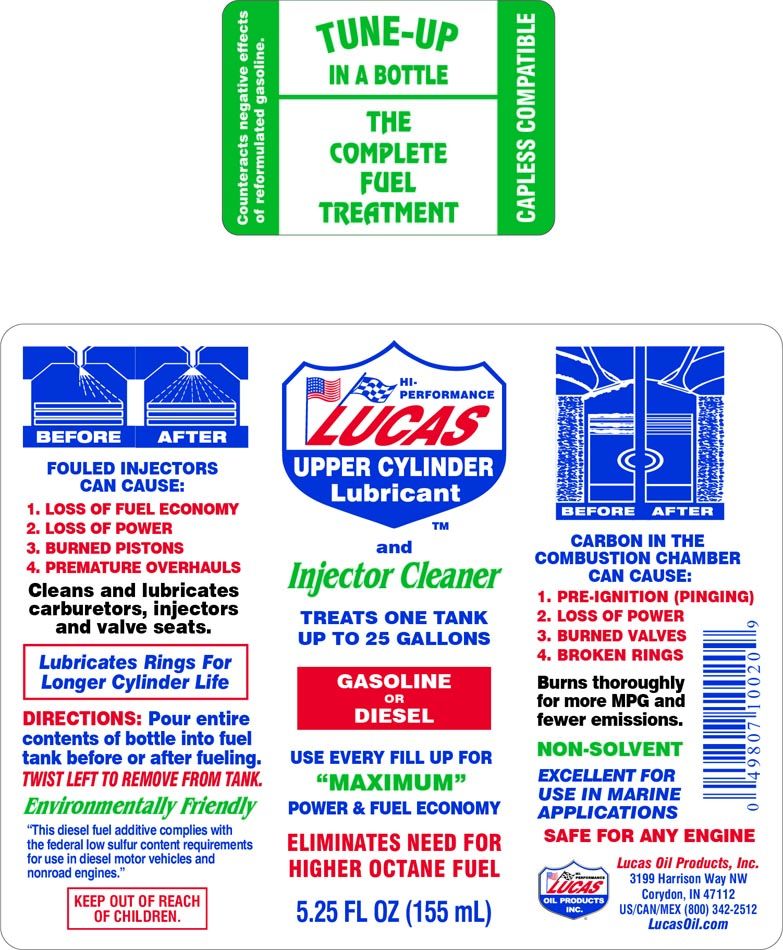 Counteracts negative effects
of reformulated gasoline.
TUNE-UP
IN A BOTTLE
THE
COMPLETE
FUEL
TREATMENT
CAPLESS COMPATIBLE
BEFORE AFTER
FOULED INJECTORS
CAN CAUSE:
1. LOSS OF FUEL ECONOMY
2. LOSS OF POWER
3. BURNED PISTONS
4. PREMATURE OVERHAULS
Cleans and lubricates
carburetors, injectors
and valve seats.
Lubricates Rings For
Longer Cylinder Life
DIRECTIONS: Pour entire
contents of bottle into fuel
tank before or after fueling.
TWIST LEFT TO REMOVE FROM TANK.
Environmentally Friendly
“This diesel fuel additive complies with
the federal low sulfur content requirements
for use in diesel motor vehicles and
nonroad engines.”
KEEP OUT OF REACH
OF CHILDREN.
HI-
PERFORMANCE
LUCAS
UPPER CYLINDER
Lubricant
TM
and
Injector Cleaner
TREATS ONE TANK
UP TO 25 GALLONS
GASOLINE
OR
DIESEL
USE EVERY FILL UP FOR
“MAXIMUM”
POWER & FUEL ECONOMY
ELIMINATES NEED FOR
HIGHER OCTANE FUEL
5.25 FL OZ (155 mL)
BEFORE AFTER
CARBON IN THE
COMBUSTION CHAMBER
CAN CAUSE:
1. PRE-IGNITION (PINGING)
2. LOSS OF POWER
3. BURNED VALVES
4. BROKEN RINGS
Burns thoroughly
for more MPG and
fewer emissions.
NON-SOLVENT
EXCELLENT FOR
USE IN MARINE
APPLICATIONS
0 49807 10020 9
SAFE FOR ANY ENGINE
HI-
PERFORMANCE
LUCAS
OIL PRODUCTS
INC.
Lucas Oil Products, Inc.
3199 Harrison Way NW
Corydon, IN 47112
US/CAN/MEX (800) 342-2512
LucasOil.com